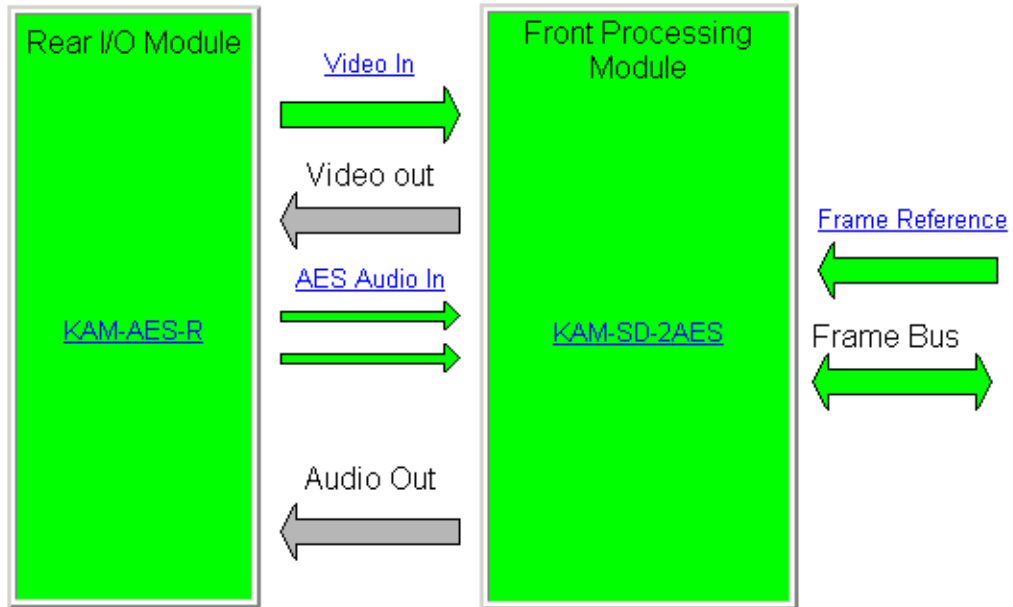 Rear I/O Module
Front Processing
Module
Video In
Video out
Frame Reference
AES Audio In
KAM-AES-R
KAM-SD-2AES
Frame Bus
Audio Out